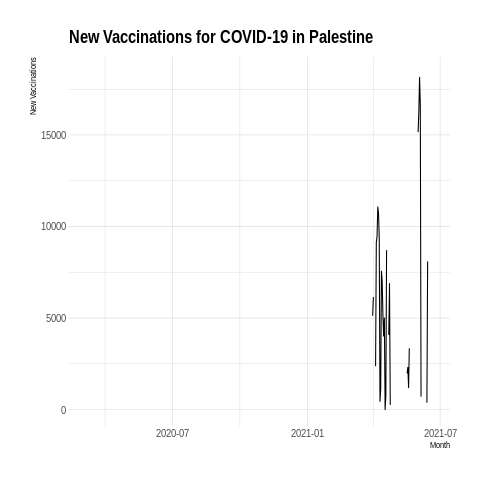 New Vaccinations for COVID-19 in Palestine
New Vaccinations
15000
10000
5000
0
2020-07
2021-01
2021-07
Month